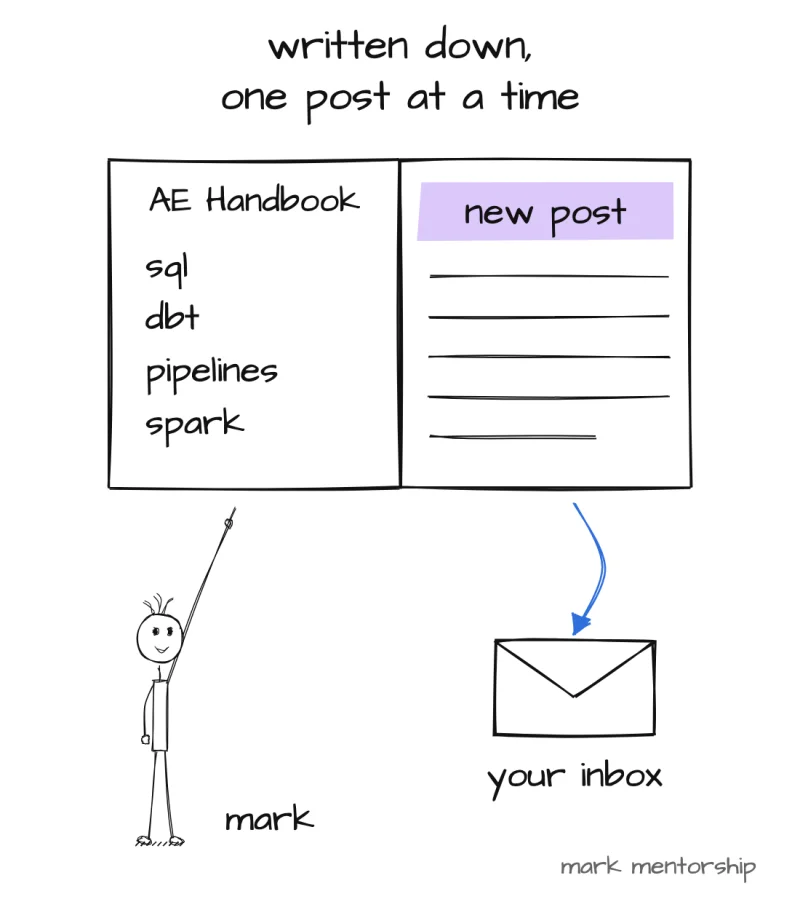 written down,
one post at a time
AE Handbook
sql
dbt
pipelines
spark
new post
mark
your inbox
mark mentorship